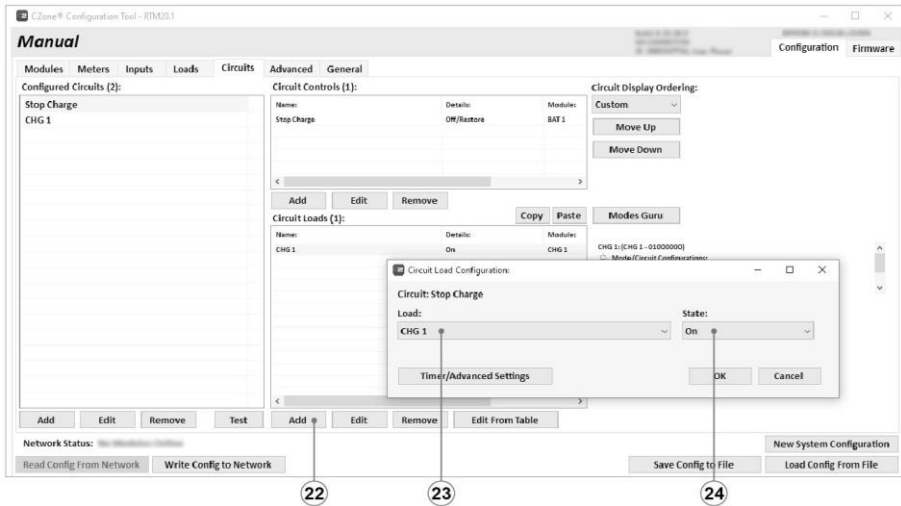 CZone® Configuration Tool - RTM20.1
Manual
Configuration Firmware
Modules Meters Inputs Loads Circuits Advanced General
Configured Circuits (2):
Stop Charge
CHG 1
Circuit Controls (1):
Name: Details: Module:
Stop Charge Off/Restore BAT 1
Add Edit Remove
Circuit Display Ordering:
Custom
Move Up
Move Down
Circuit Loads (1):
Copy Paste
Modes Guru
Name: Details: Module:
CHG 1 On CHG 1
CHG 1: (CHG 1 - 01000000)
Mode/Circuit Configurations:
Circuit Load Configuration:
Circuit: Stop Charge
Load: State:
CHG 1 On
Timer/Advanced Settings OK Cancel
Add Edit Remove Test Add Edit Remove Edit From Table
Network Status:
New System Configuration
Read Config From Network Write Config to Network Save Config to File Load Config From File
22 23 24